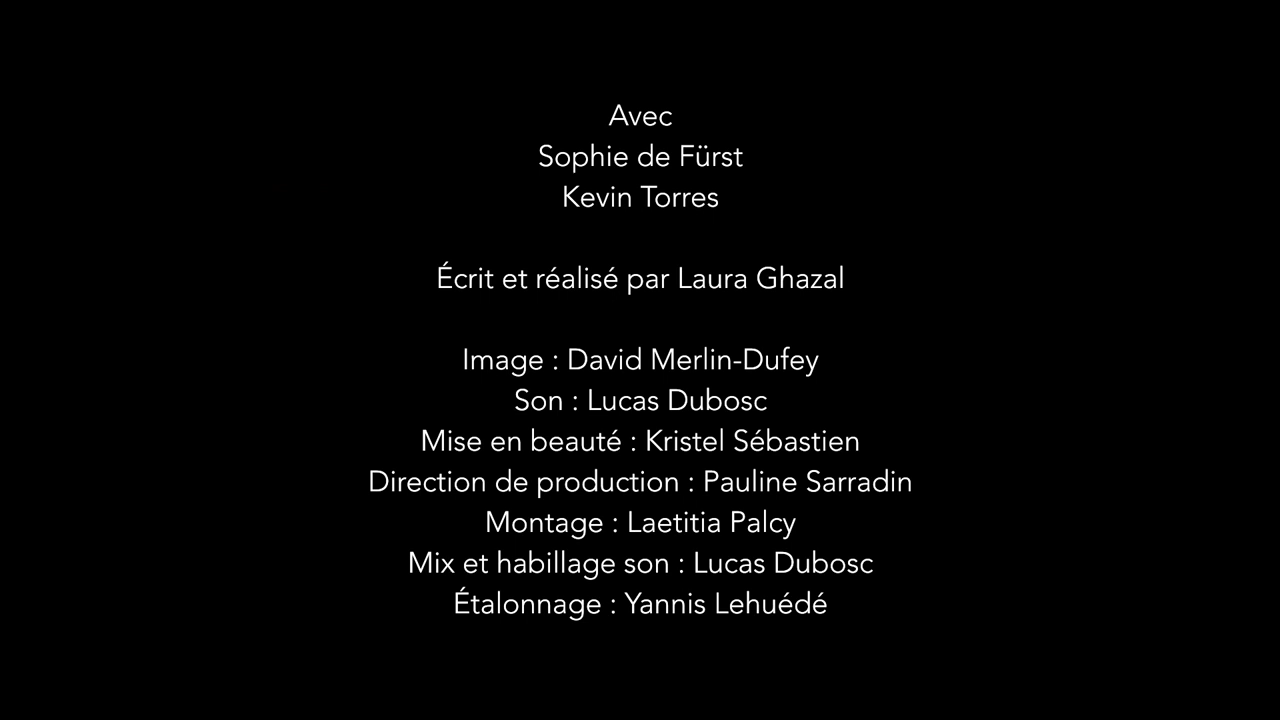 Avec
Sophie de Fürst
Kevin Torres
Écrit et réalisé par Laura Ghazal
Image : David Merlin-Dufey
Son : Lucas Dubosc
Mise en beauté : Kristel Sébastien
Direction de production : Pauline Sarradin
Montage : Laetitia Palcy
Mix et habillage son : Lucas Dubosc
Étalonnage : Yannis Lehuédé